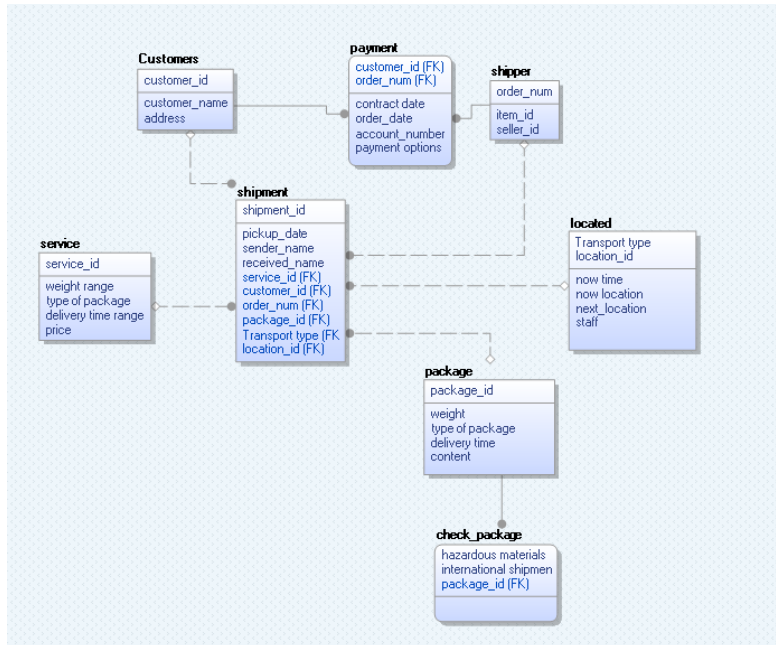 Customers
customer_id
customer_name
address
payment
customer_id (FK)
order_num (FK)
contract date
order_date
account_number
payment options
shipper
order_num
item_id
seller_id
shipment
shipment_id
pickup_date
sender_name
received_name
service_id (FK)
customer_id (FK)
order_num (FK)
package_id (FK)
Transport type (FK
location_id (FK)
service
service_id
weight range
type of package
delivery time range
price
located
Transport type
location_id
now time
now location
next_location
staff
package
package_id
weight
type of package
delivery time
content
check_package
hazardous materials
international shipmen
package_id (FK)